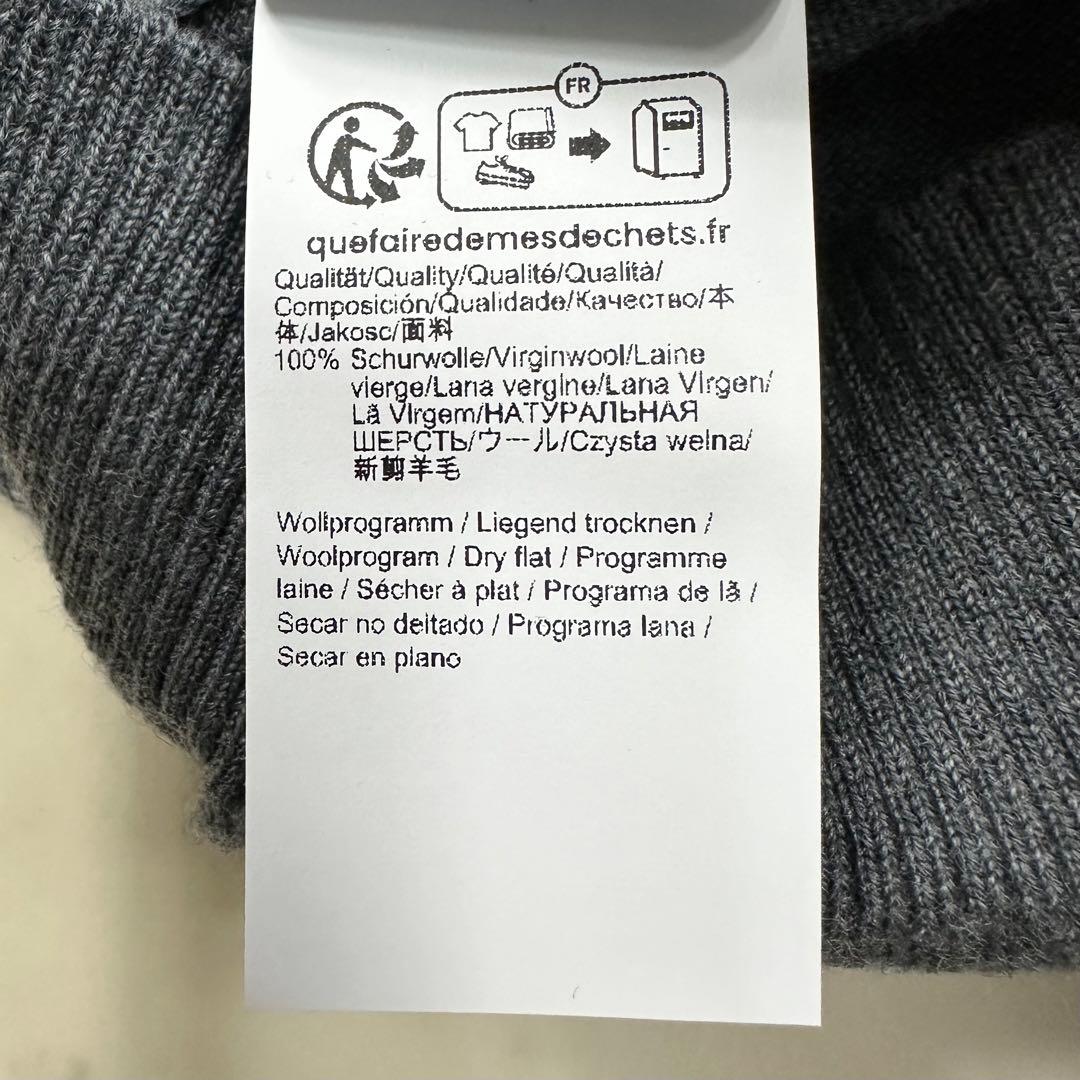 FR
quefairedemesdechets.fr
Qualität/Quality/Qualité/Qualità/
Composición/Qualidade/Качество/本
体/Jakosc/面料
100% Schurwolle/Virginwool/Laine
vierge/Lana vergine/Lana Virgen/
Lã Virgem/НАТУРАЛЬНАЯ
ШЕРСТЬ/ウール/Czysta welna/
新剪羊毛
Wollprogramm / Liegend trocknen /
Woolprogram / Dry flat / Programme
laine / Sécher à plat / Programa de lã /
Secar no deitado / Programa lana /
Secar en plano